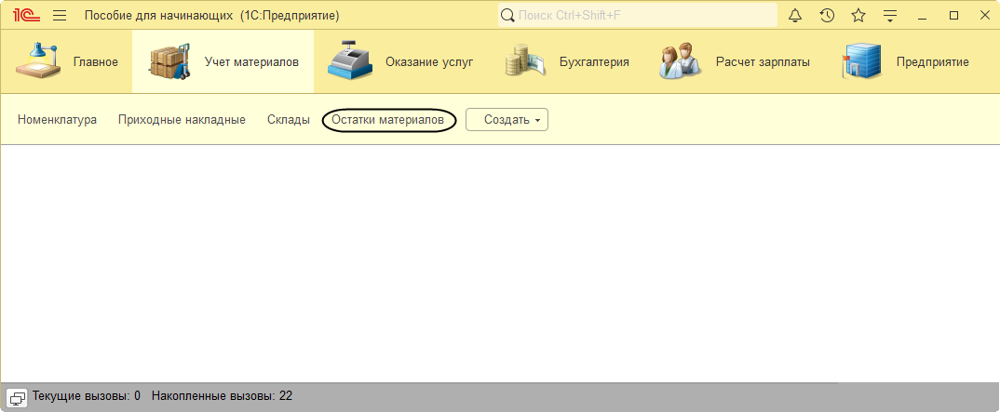 1С Пособие для начинающих (1С:Предприятие) Поиск Ctrl+Shift+F
Главное Учет материалов Оказание услуг Бухгалтерия Расчет зарплаты Предприятие
Номенклатура Приходные накладные Склады Остатки материалов Создать
Текущие вызовы: 0 Накопленные вызовы: 22